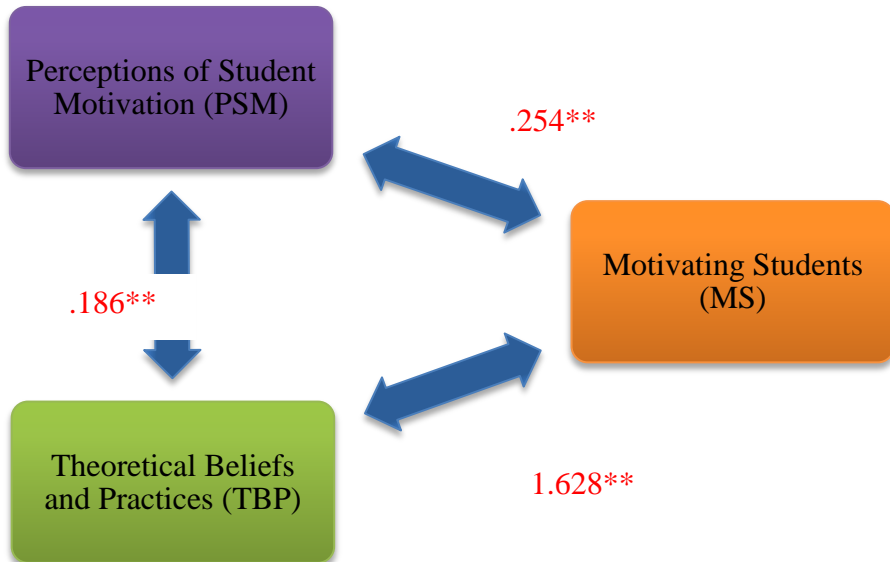 Perceptions of Student
Motivation (PSM)
.254**
Motivating Students
(MS)
.186**
Theoretical Beliefs
and Practices (TBP)
1.628**